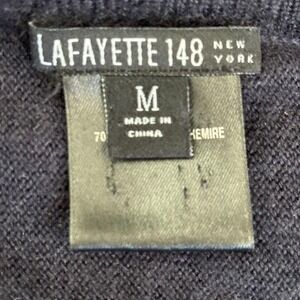 LAFAYETTE 148 NEW
YORK
M
MADE IN
CHINA
70
HEMIRE